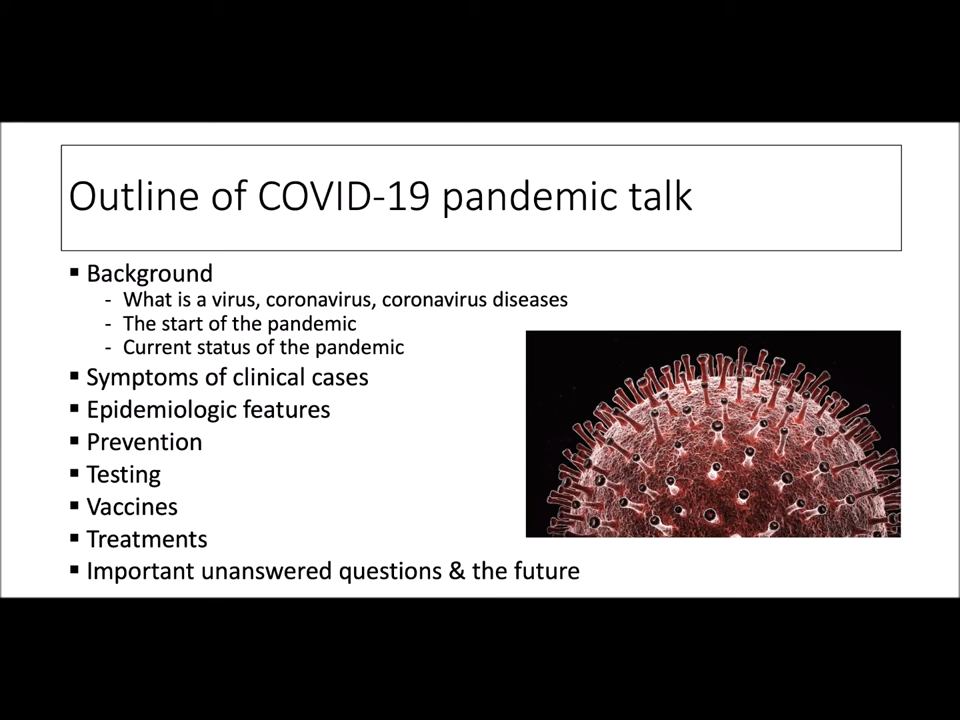 Outline of COVID-19 pandemic talk
▪ Background
- What is a virus, coronavirus, coronavirus diseases
- The start of the pandemic
- Current status of the pandemic
▪ Symptoms of clinical cases
▪ Epidemiologic features
▪ Prevention
▪ Testing
▪ Vaccines
▪ Treatments
▪ Important unanswered questions & the future